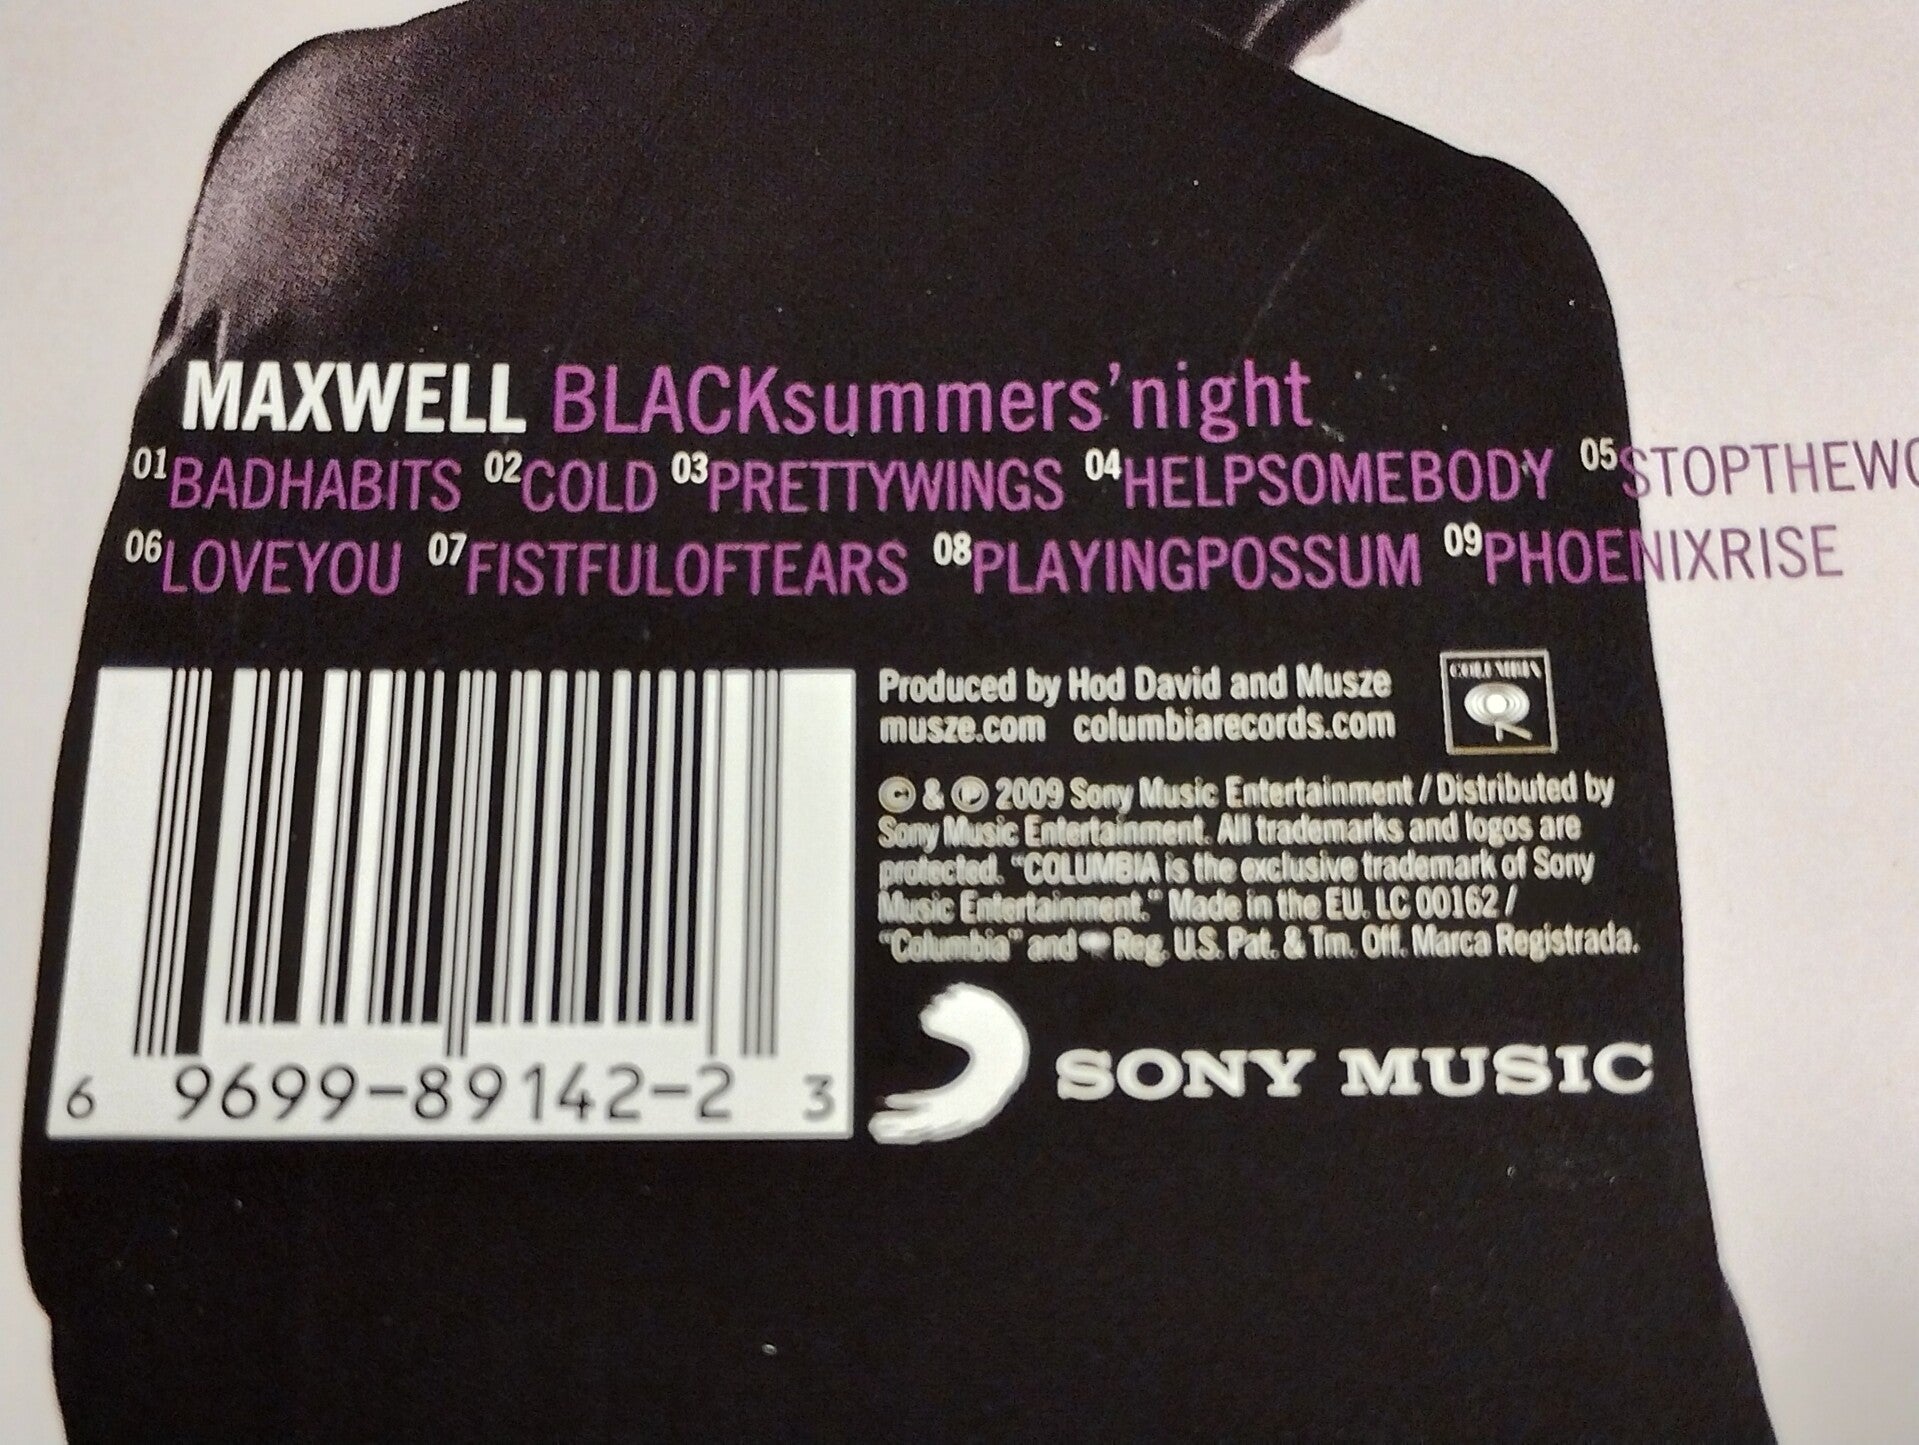 MAXWELL BLACKsummers'night
01BADHABITS 02COLD 03PRETTYWINGS 04HELPSOMEBODY 05STOPTHEWO
06LOVEYOU 07FISTFULOFTEARS 08PLAYINGPOSSUM 09PHOENIXRISE
Produced by Hod David and Musze
musze.com columbiarecords.com
COLUMBIA
© & ℗ 2009 Sony Music Entertainment / Distributed by
Sony Music Entertainment. All trademarks and logos are
protected. "COLUMBIA is the exclusive trademark of Sony
Music Entertainment." Made in the EU. LC 00162 /
"Columbia" and Reg. U.S. Pat. & Tm. Off. Marca Registrada.
6 9699-89142-2 3
SONY MUSIC